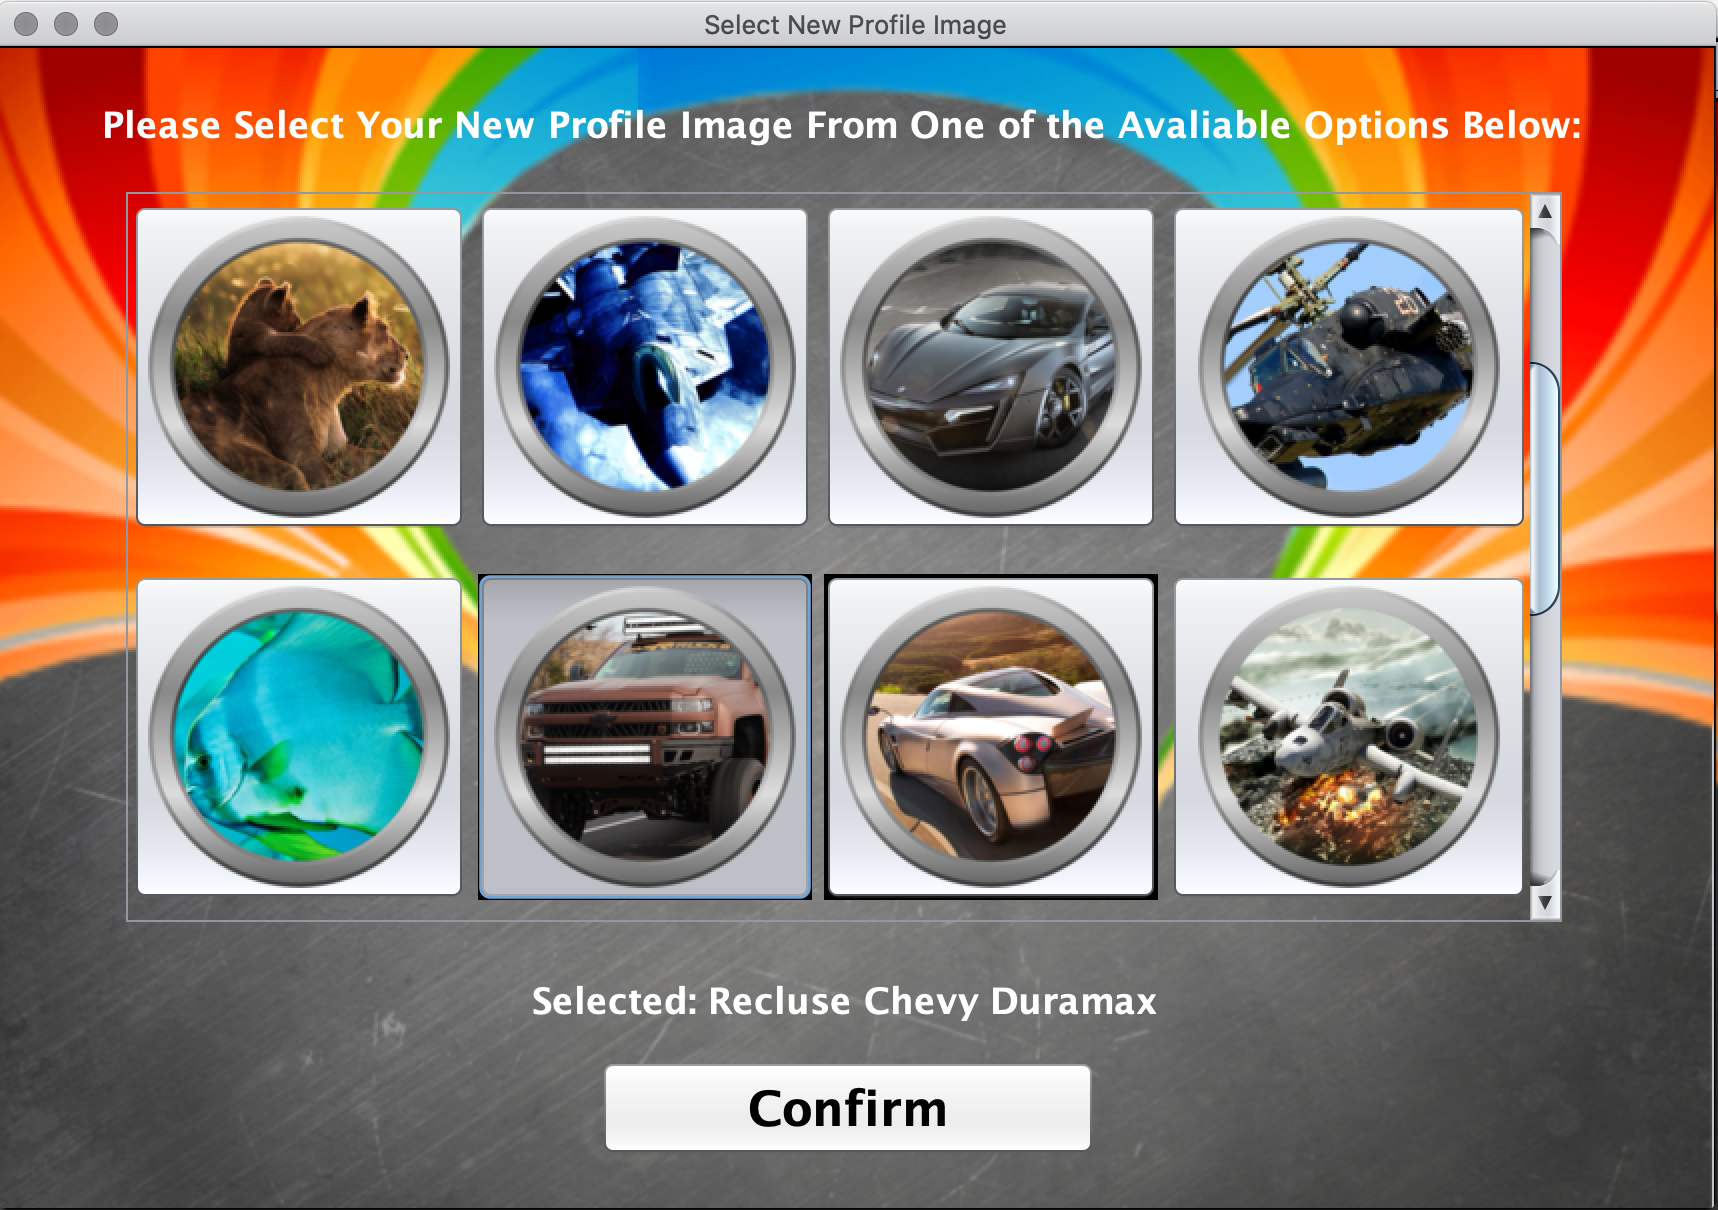 Select New Profile Image
Please Select Your New Profile Image From One of the Avaliable Options Below:
Selected: Recluse Chevy Duramax
Confirm